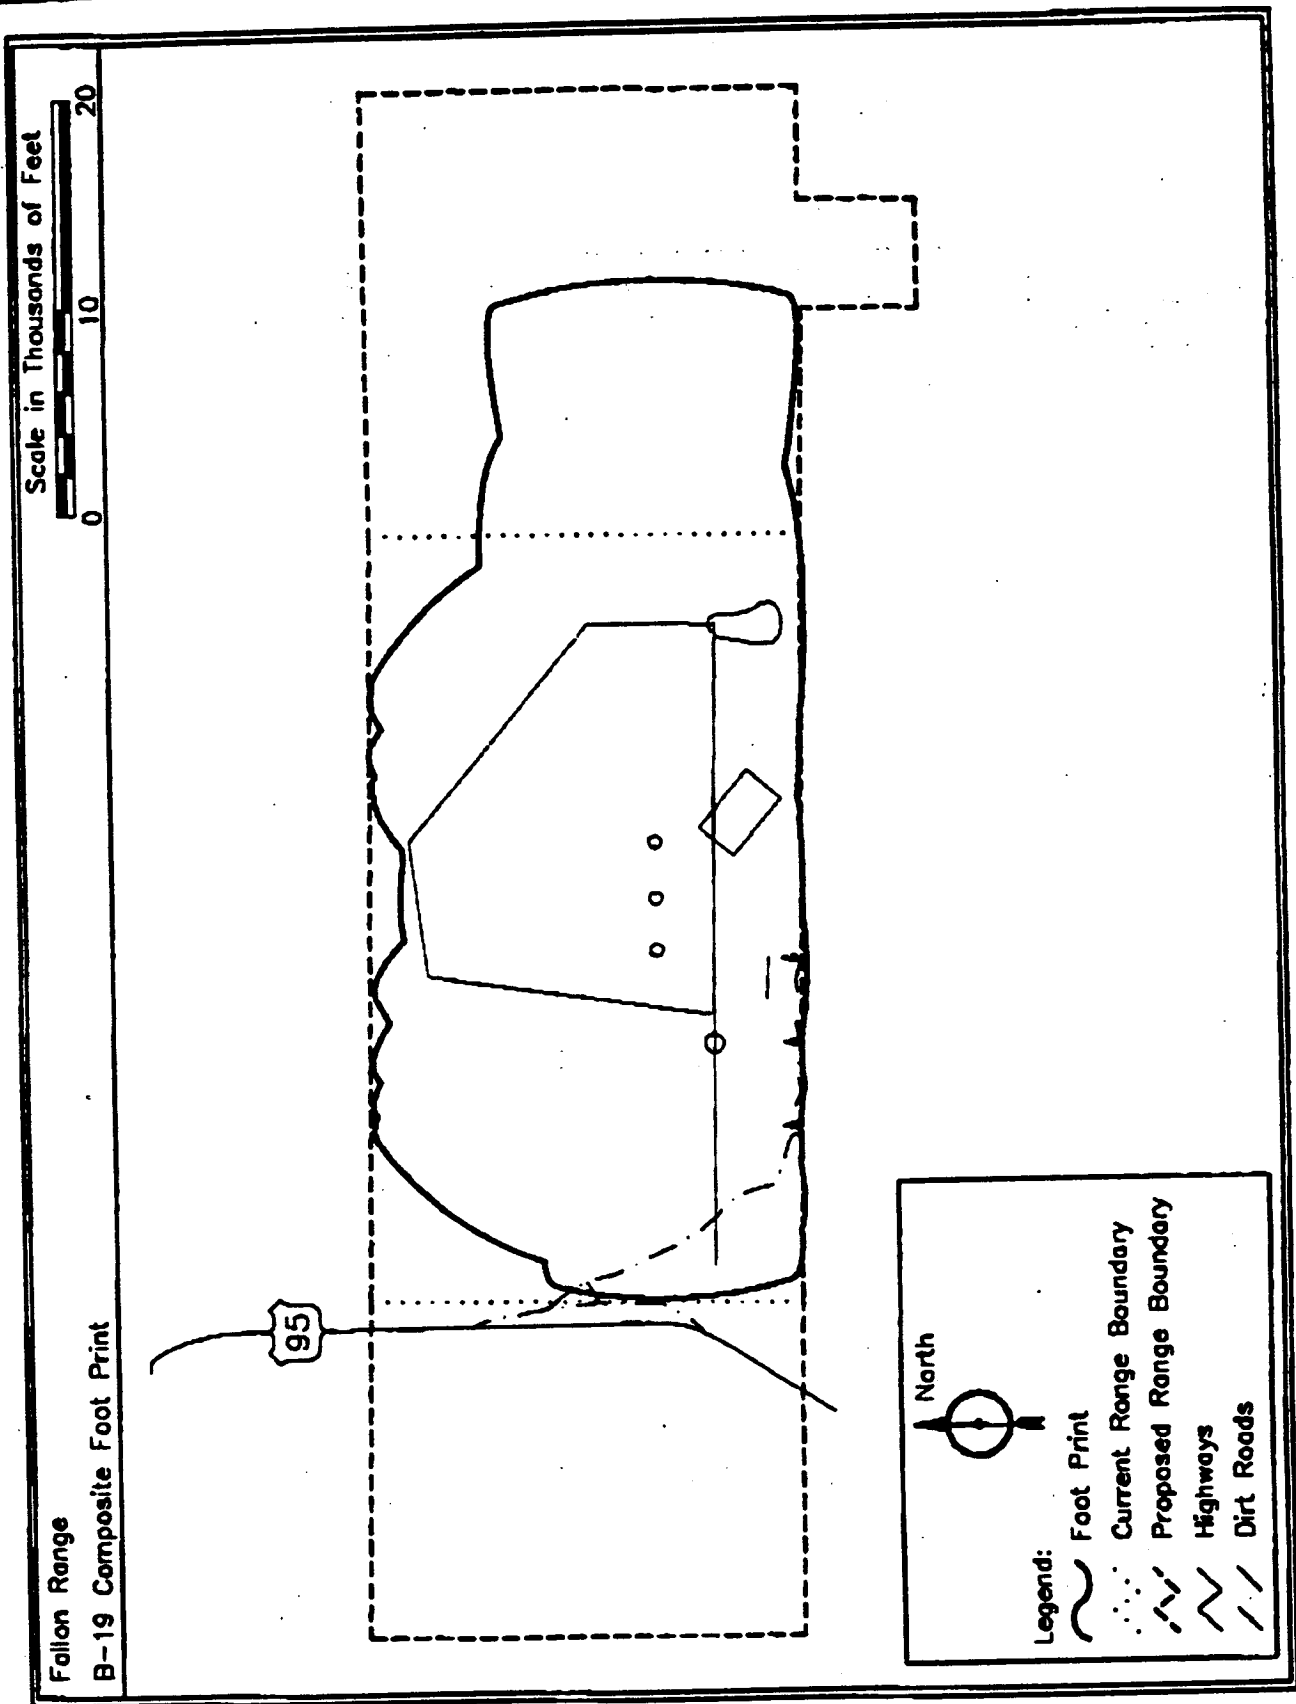 Fallon Range
B-19 Composite Foot Print
Scale in Thousands of Feet
0 10 20
95
North
Legend:
Foot Print
Current Range Boundary
Proposed Range Boundary
Highways
Dirt Roads